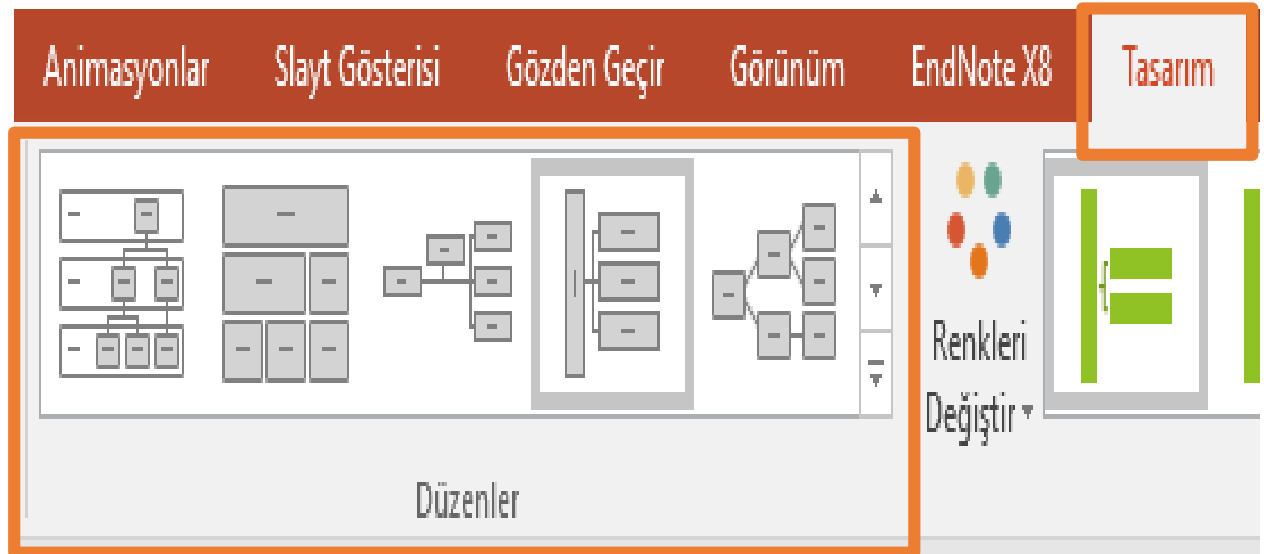 Animasyonlar Slayt Gösterisi Gözden Geçir Görünüm EndNote X8 Tasarım
Renkleri
Değiştir
Düzenler